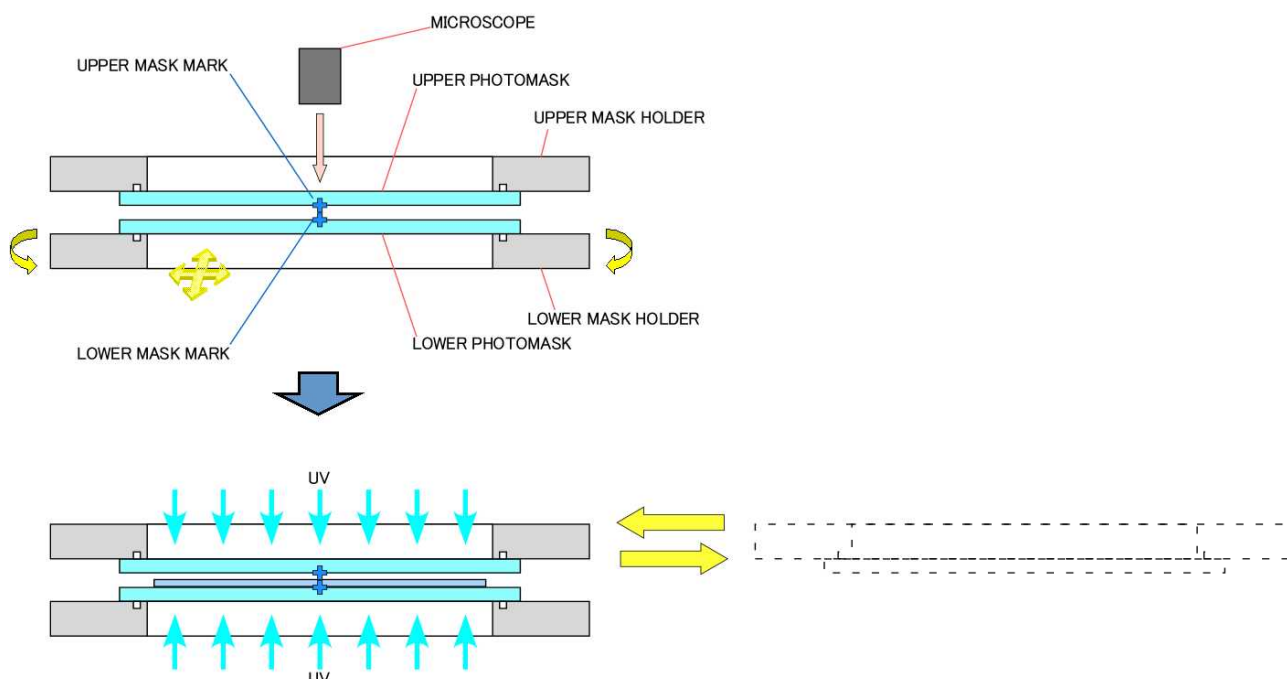 MICROSCOPE
UPPER MASK MARK
UPPER PHOTOMASK
UPPER MASK HOLDER
LOWER MASK HOLDER
LOWER PHOTOMASK
LOWER MASK MARK
UV
UV